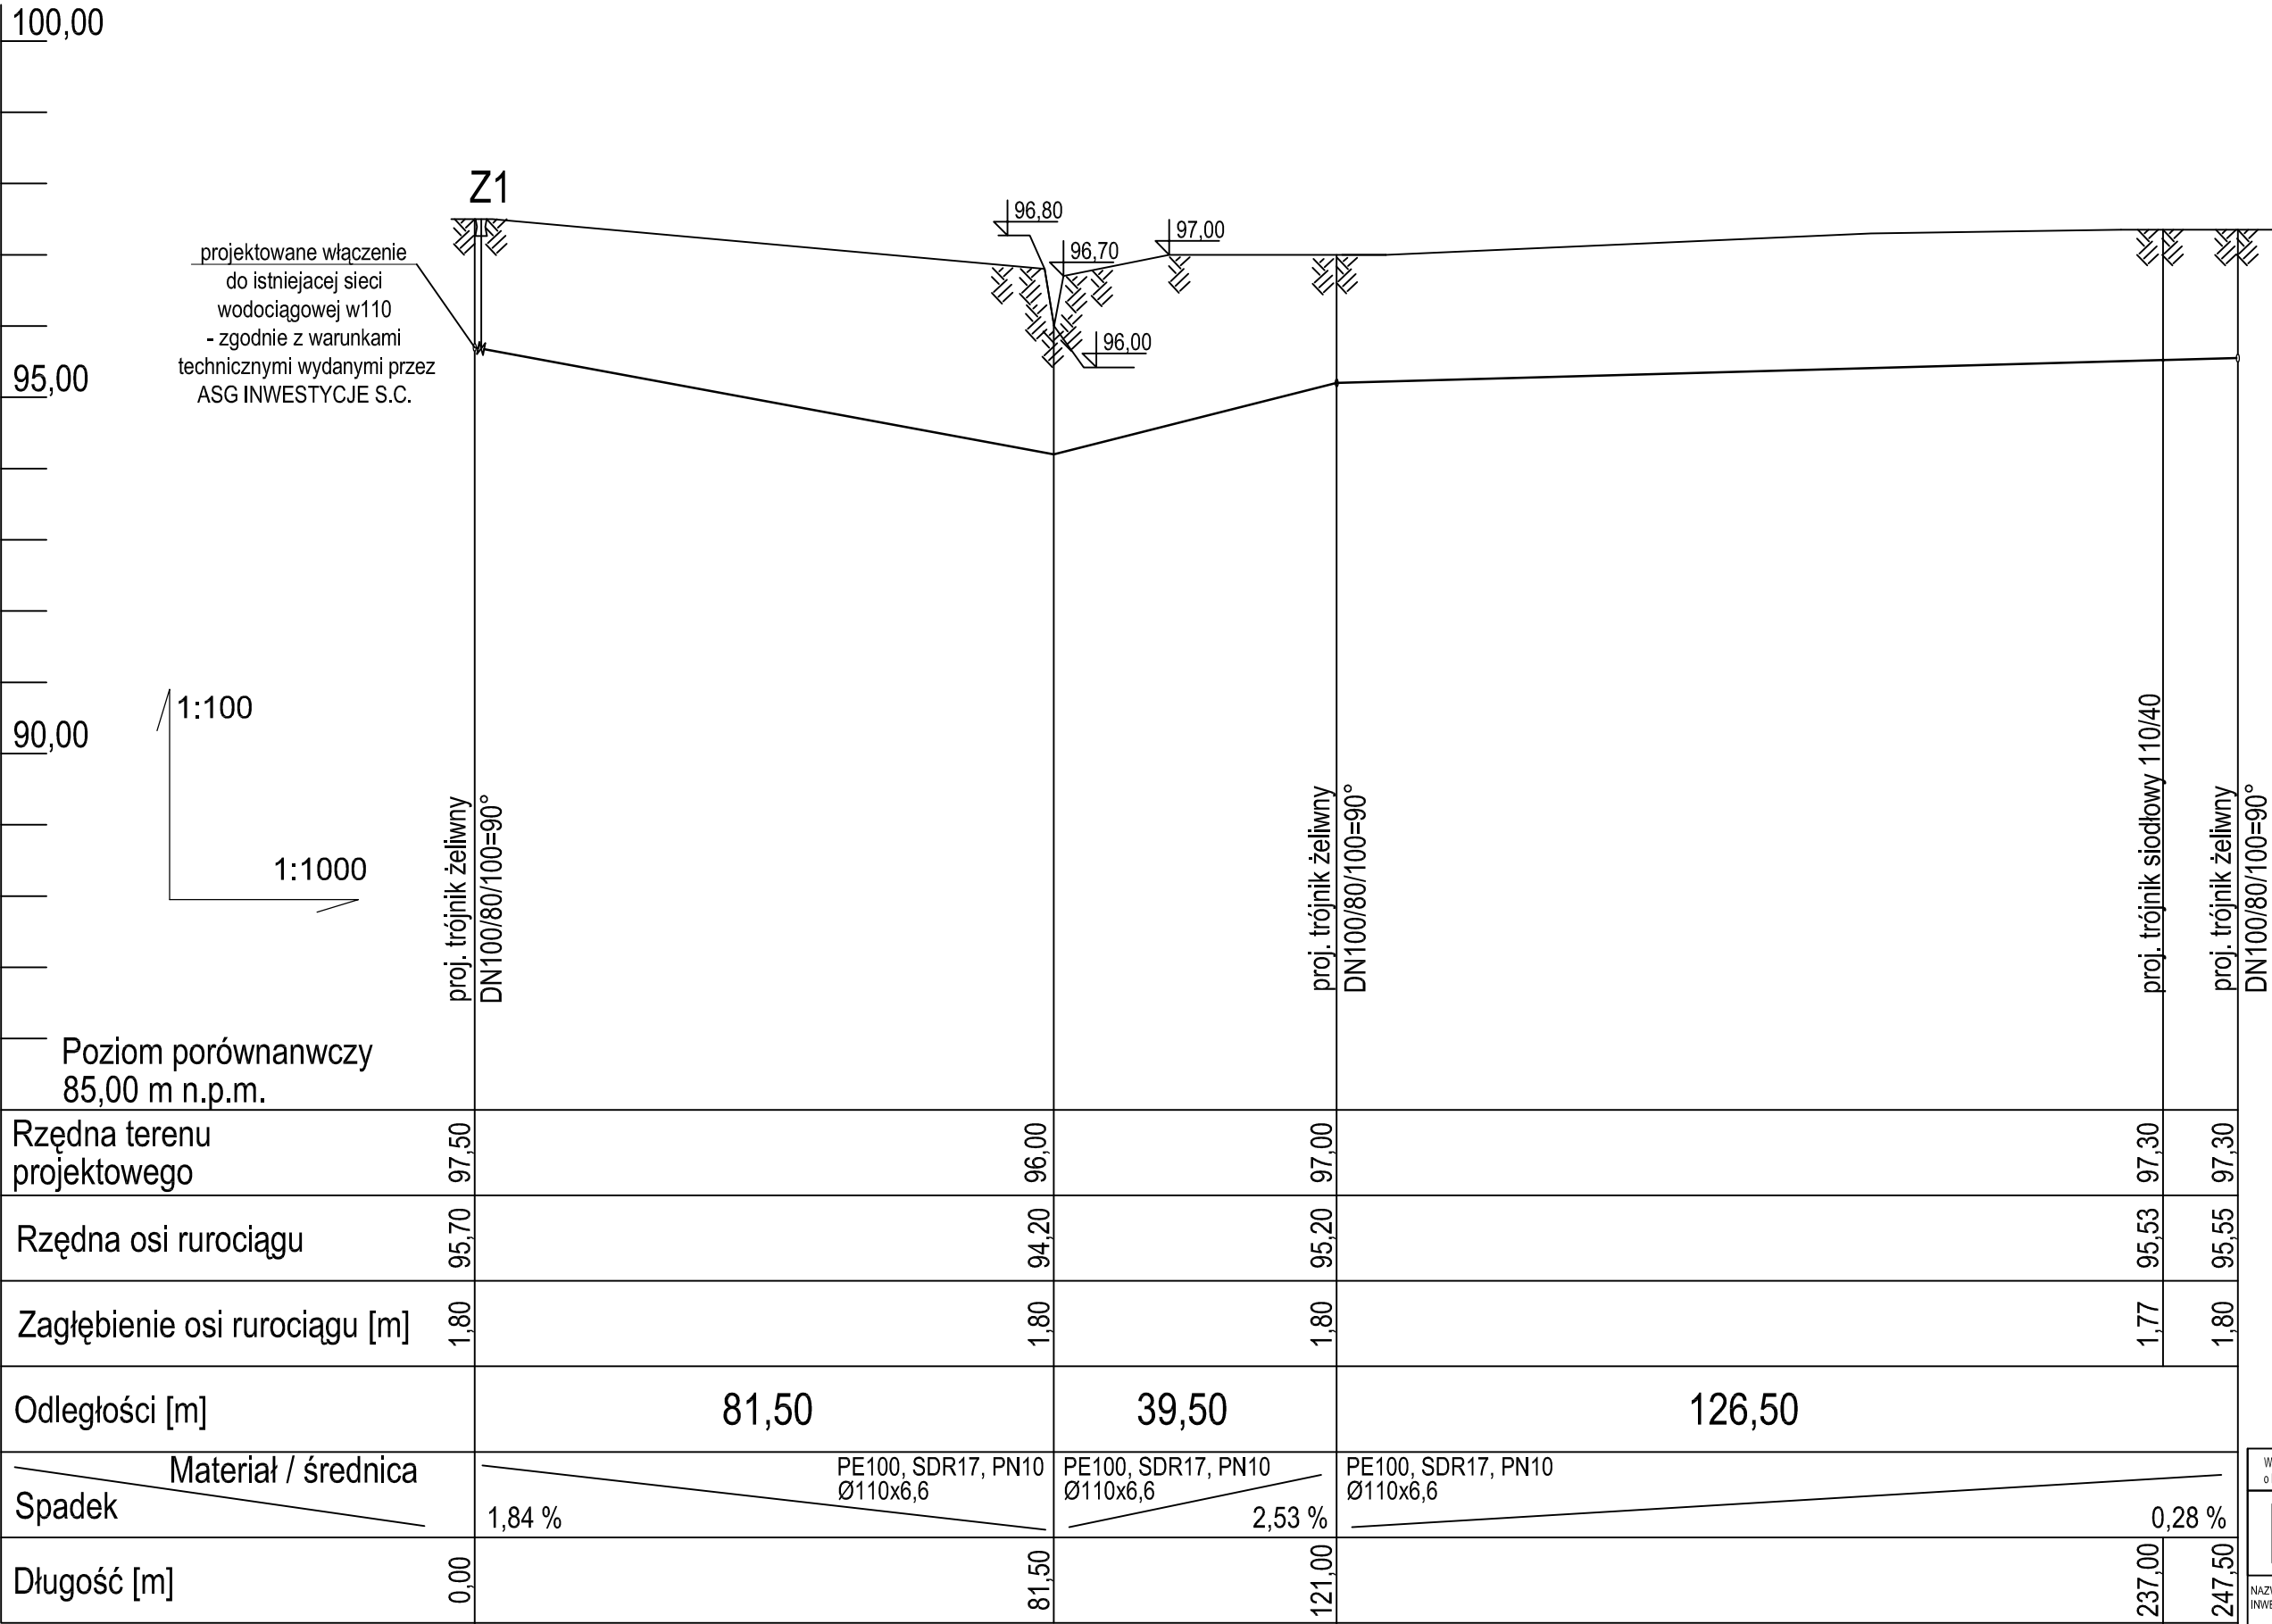 100,00
Z1
96,80
96,70
97,00
96,00
projektowane włączenie
do istniejacej sieci
wodociągowej w110
- zgodnie z warunkami
technicznymi wydanymi przez
ASG INWESTYCJE S.C.
95,00
90,00
1:100
1:1000
proj. trójnik żeliwny
DN100/80/100=90°
proj. trójnik żeliwny
DN100/80/100=90°
proj. trójnik siodłowy 110/40
proj. trójnik żeliwny
DN100/80/100=90°
Poziom porównanwczy
85,00 m n.p.m.
Rzędna terenu
projektowego
97,50
96,00
97,00
97,30
97,30
Rzędna osi rurociągu
95,70
94,20
95,20
95,53
95,55
Zagłębienie osi rurociągu [m]
1,80
1,80
1,80
1,77
1,80
Odległości [m]
81,50
39,50
126,50
Materiał / średnica
Spadek
PE100, SDR17, PN10
Ø110x6,6
1,84 %
PE100, SDR17, PN10
Ø110x6,6
2,53 %
PE100, SDR17, PN10
Ø110x6,6
0,28 %
Długość [m]
0,00
81,50
121,00
237,00
247,50